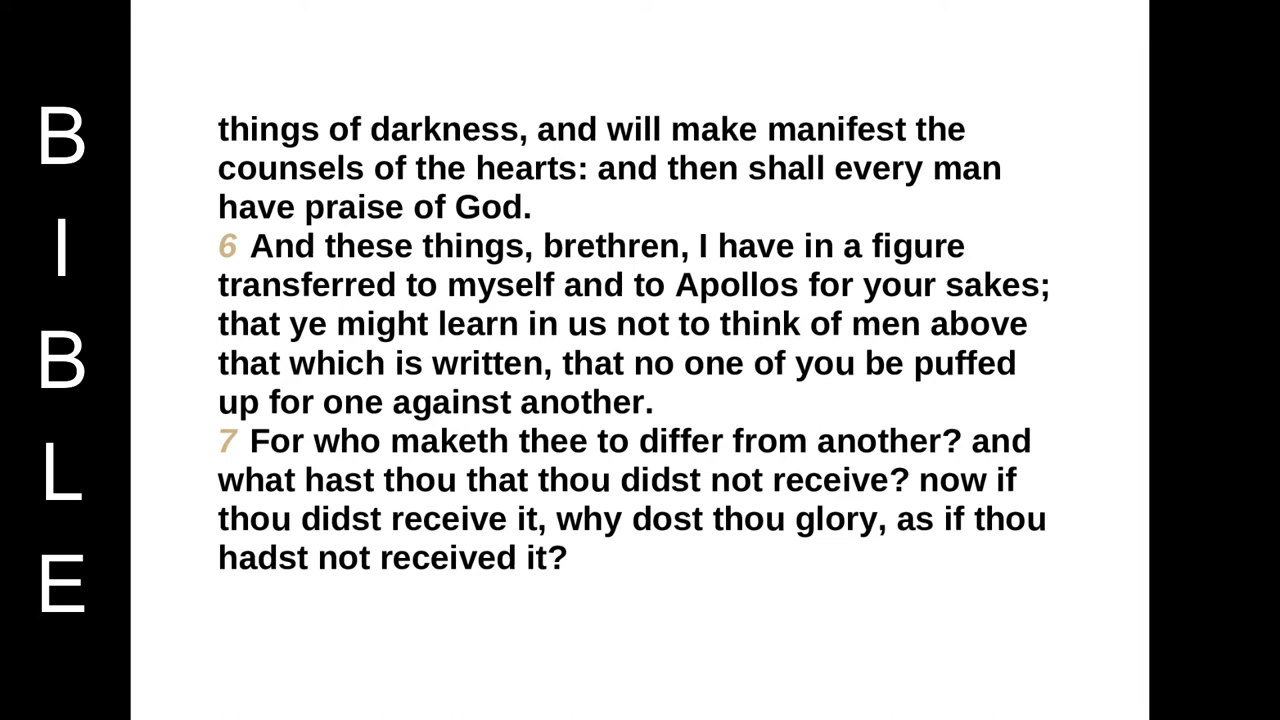 BIBLE
things of darkness, and will make manifest the
counsels of the hearts: and then shall every man
have praise of God.
6 And these things, brethren, I have in a figure
transferred to myself and to Apollos for your sakes;
that ye might learn in us not to think of men above
that which is written, that no one of you be puffed
up for one against another.
7 For who maketh thee to differ from another? and
what hast thou that thou didst not receive? now if
thou didst receive it, why dost thou glory, as if thou
hadst not received it?